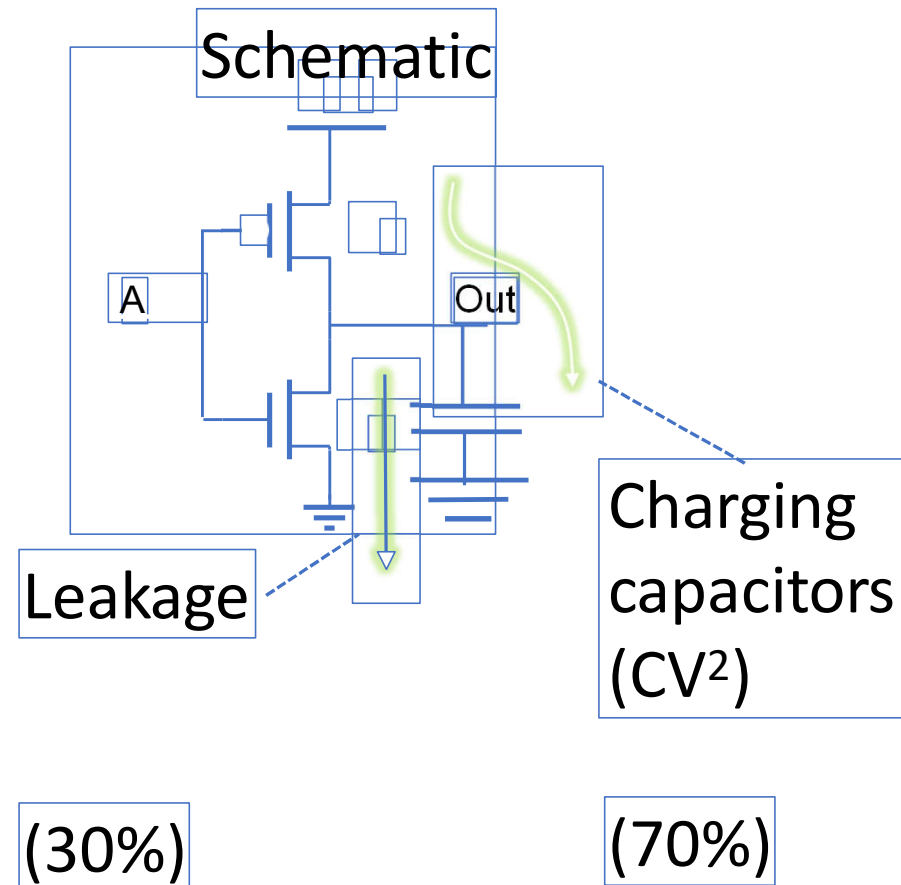 Schematic
A
Out
Leakage
Charging
capacitors
(CV²)
(30%)
(70%)